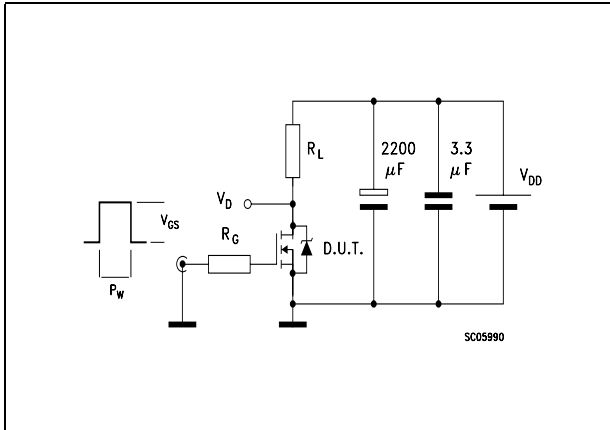 R_L
2200
μF
3.3
μF
V_DD
V_D
V_GS
R_G
D.U.T.
P_W
SC05990